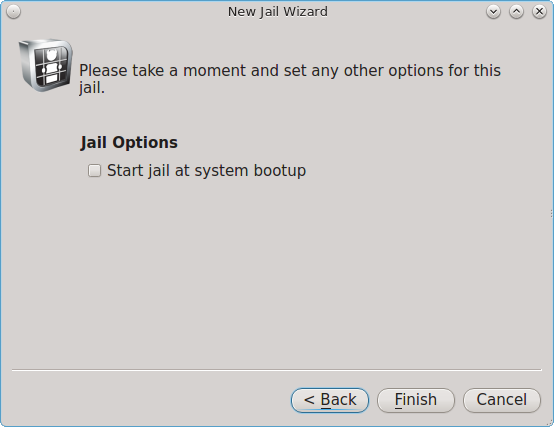 New Jail Wizard
Please take a moment and set any other options for this
jail.
Jail Options
Start jail at system bootup
< Back
Finish
Cancel